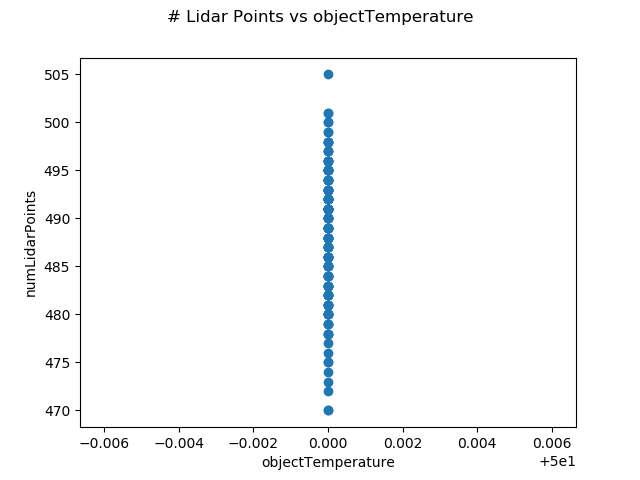 # Lidar Points vs objectTemperature
505
500
495
490
485
480
475
470
numLidarPoints
−0.006 −0.004 −0.002 0.000 0.002 0.004 0.006
objectTemperature
+5e1